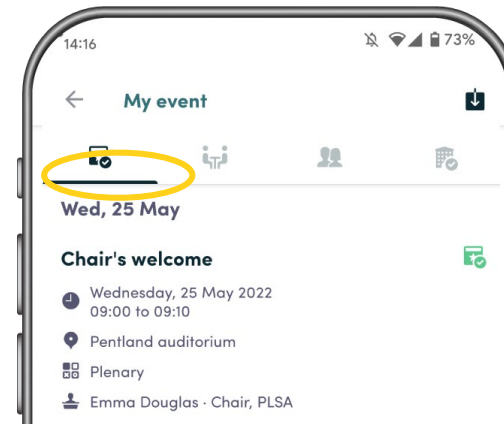 14:16
73%
My event
Wed, 25 May
Chair's welcome
Wednesday, 25 May 2022
09:00 to 09:10
Pentland auditorium
Plenary
Emma Douglas · Chair, PLSA